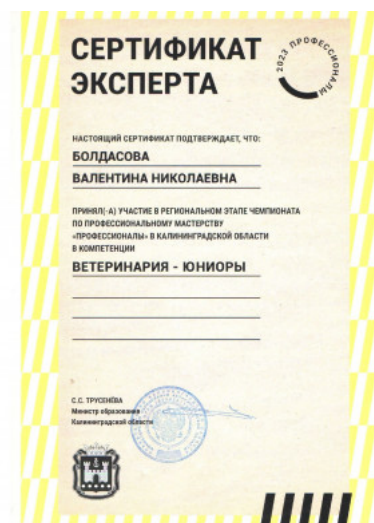 СЕРТИФИКАТ
ЭКСПЕРТА
2023 ПРОФЕССИОНАЛЫ
НАСТОЯЩИЙ СЕРТИФИКАТ ПОДТВЕРЖДАЕТ, ЧТО:
БОЛДАСОВА
ВАЛЕНТИНА НИКОЛАЕВНА
ПРИНЯЛ(-А) УЧАСТИЕ В РЕГИОНАЛЬНОМ ЭТАПЕ ЧЕМПИОНАТА
ПО ПРОФЕССИОНАЛЬНОМУ МАСТЕРСТВУ
«ПРОФЕССИОНАЛЫ» В КАЛИНИНГРАДСКОЙ ОБЛАСТИ
В КОМПЕТЕНЦИИ
ВЕТЕРИНАРИЯ - ЮНИОРЫ
С.С. ТРУСЕНЁВА
Министр образования
Калининградской области